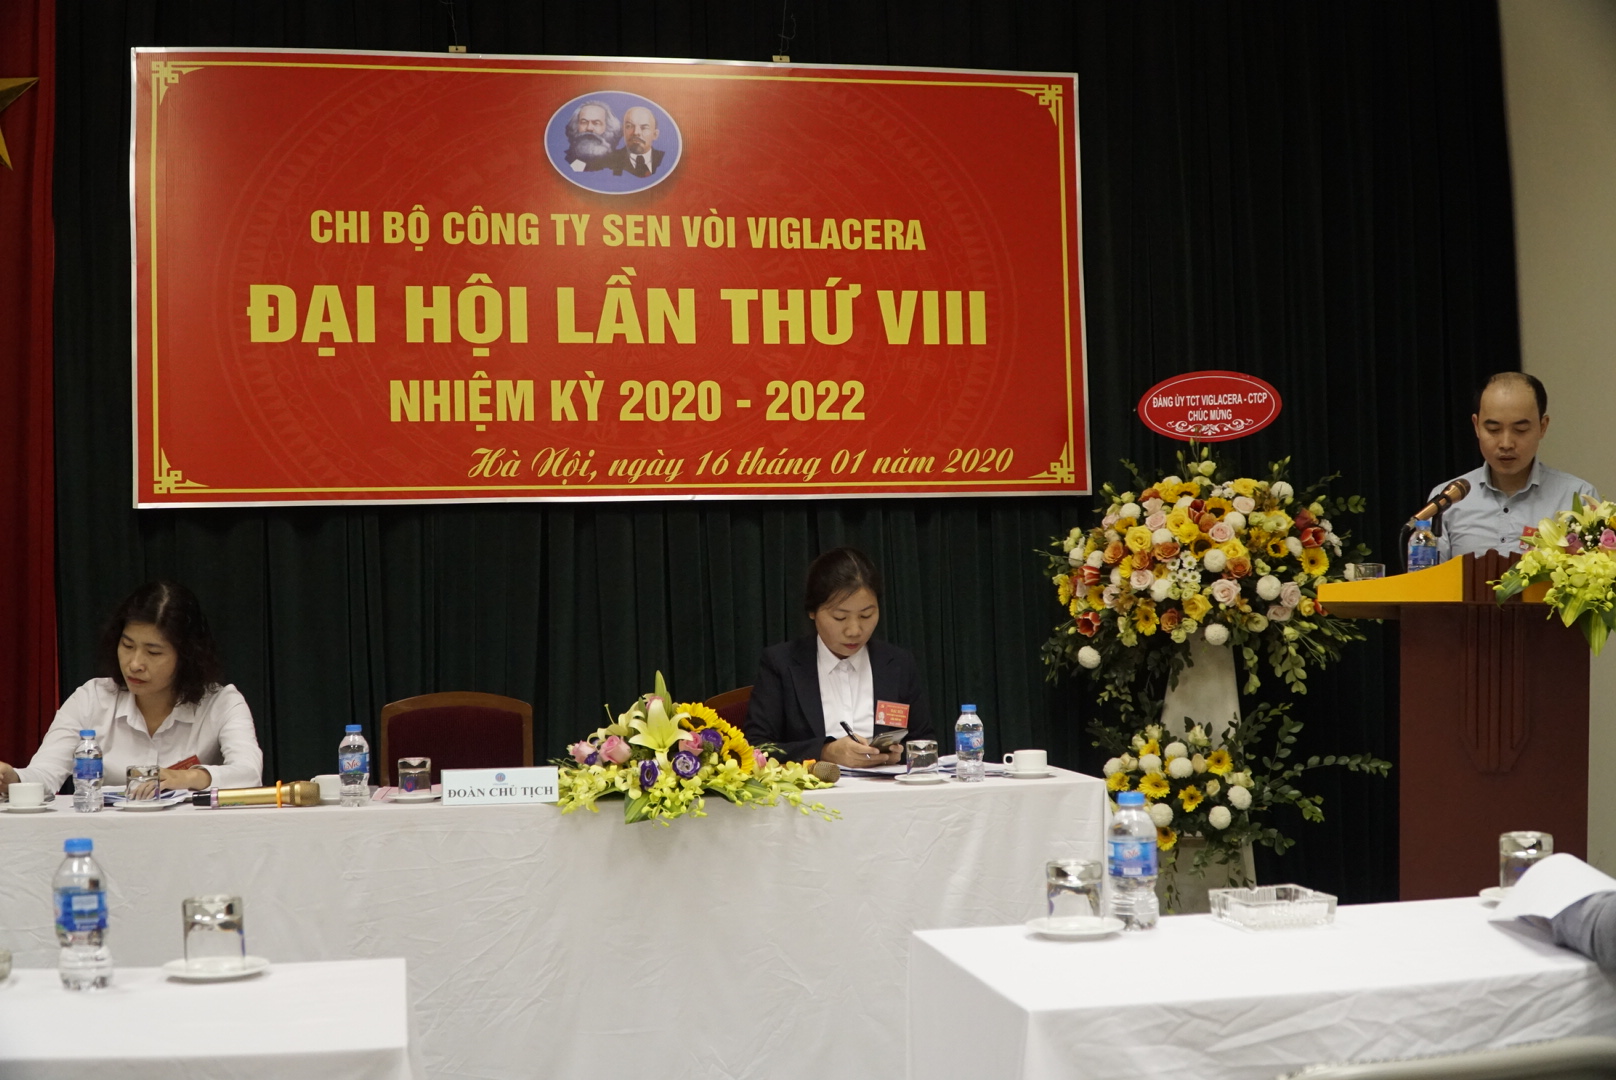 CHI BỘ CÔNG TY SEN VÒI VIGLACERA
ĐẠI HỘI LẦN THỨ VIII
NHIỆM KỲ 2020 - 2022
Hà Nội, ngày 16 tháng 01 năm 2020
ĐẢNG ỦY TCT VIGLACERA - CTCP
CHÚC MỪNG
ĐOÀN CHỦ TỊCH